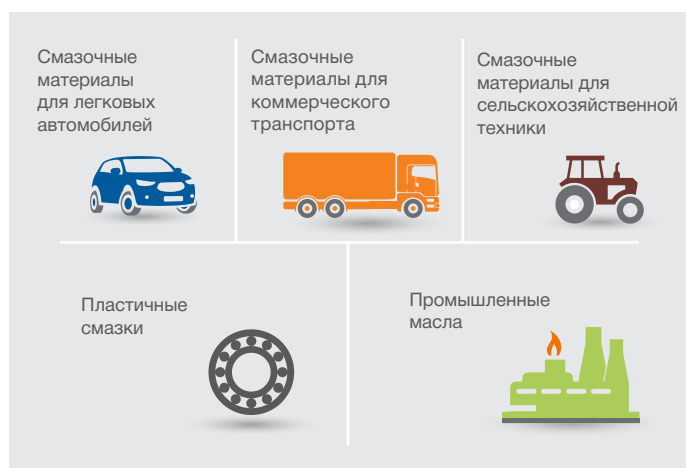 Смазочные
материалы
для легковых
автомобилей
Смазочные
материалы для
коммерческого
транспорта
Смазочные
материалы для
сельскохозяйственной
техники
Пластичные
смазки
Промышленные
масла